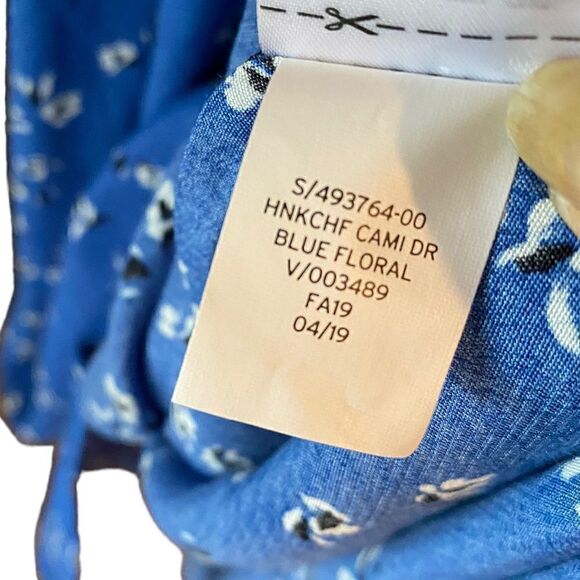 S/493764-00
HNKCHF CAMI DR
BLUE FLORAL
V/003489
FA19
04/19